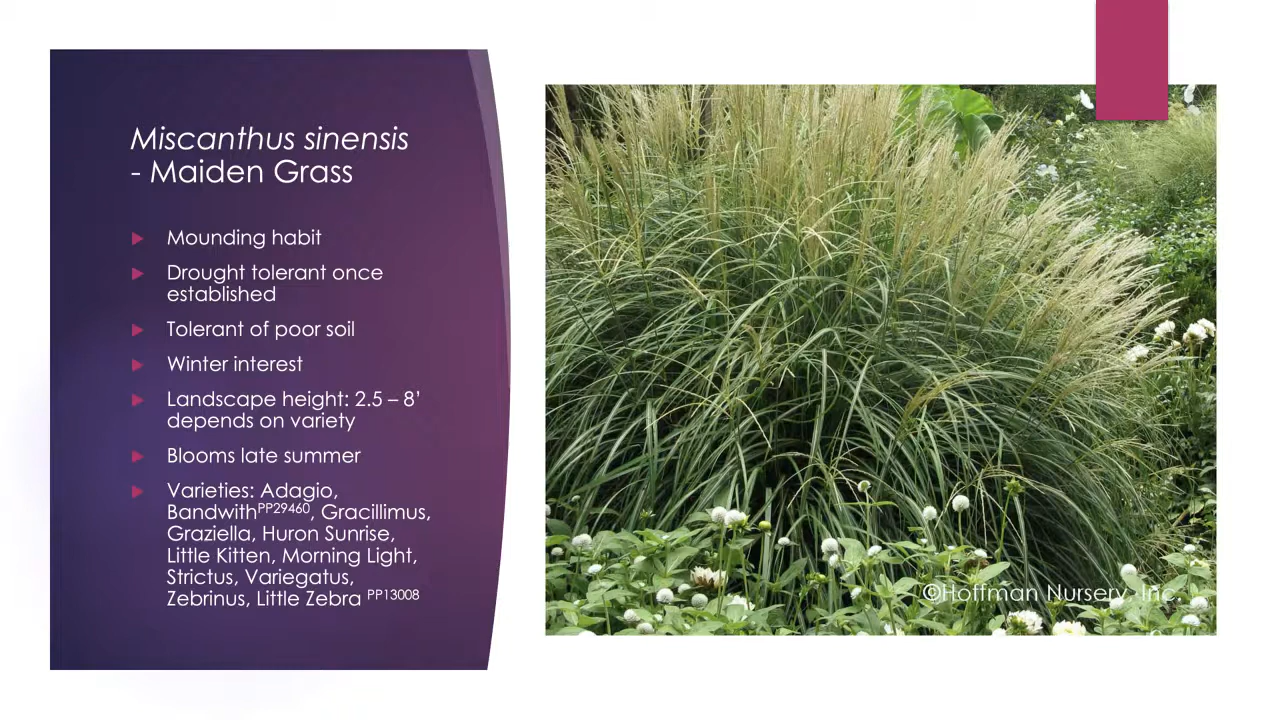 Miscanthus sinensis
- Maiden Grass
Mounding habit
Drought tolerant once
established
Tolerant of poor soil
Winter interest
Landscape height: 2.5 – 8’
depends on variety
Blooms late summer
Varieties: Adagio,
BandwithPP29460, Gracillimus,
Graziella, Huron Sunrise,
Little Kitten, Morning Light,
Strictus, Variegatus,
Zebrinus, Little Zebra PP13008
©Hoffman Nursery, Inc.